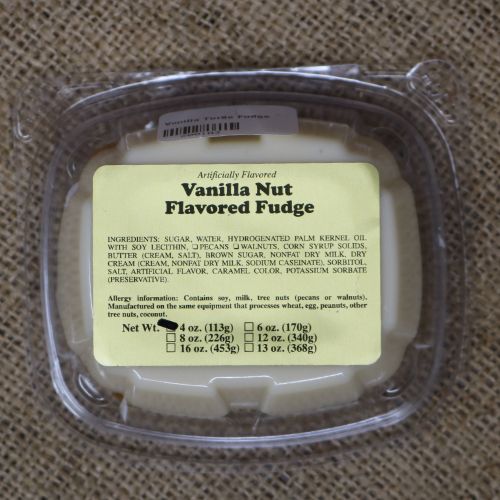 Vanilla Turbo Fudge
Artificially Flavored
Vanilla Nut
Flavored Fudge
INGREDIENTS: SUGAR, WATER, HYDROGENATED PALM KERNEL OIL
WITH SOY LECITHIN, ❑ PECANS ❑ WALNUTS, CORN SYRUP SOLIDS,
BUTTER (CREAM, SALT), BROWN SUGAR, NONFAT DRY MILK, DRY
CREAM (CREAM, NONFAT DRY MILK, SODIUM CASEINATE), SORBITOL,
SALT, ARTIFICIAL FLAVOR, CARAMEL COLOR, POTASSIUM SORBATE
(PRESERVATIVE).
Allergy information: Contains soy, milk, tree nuts (pecans or walnuts).
Manufactured on the same equipment that processes wheat, egg, peanuts, other
tree nuts, coconut.
Net Wt. 4 oz. (113g) ☐ 6 oz. (170g)
☐ 8 oz. (226g) ☐ 12 oz. (340g)
☐ 16 oz. (453g) ☐ 13 oz. (368g)